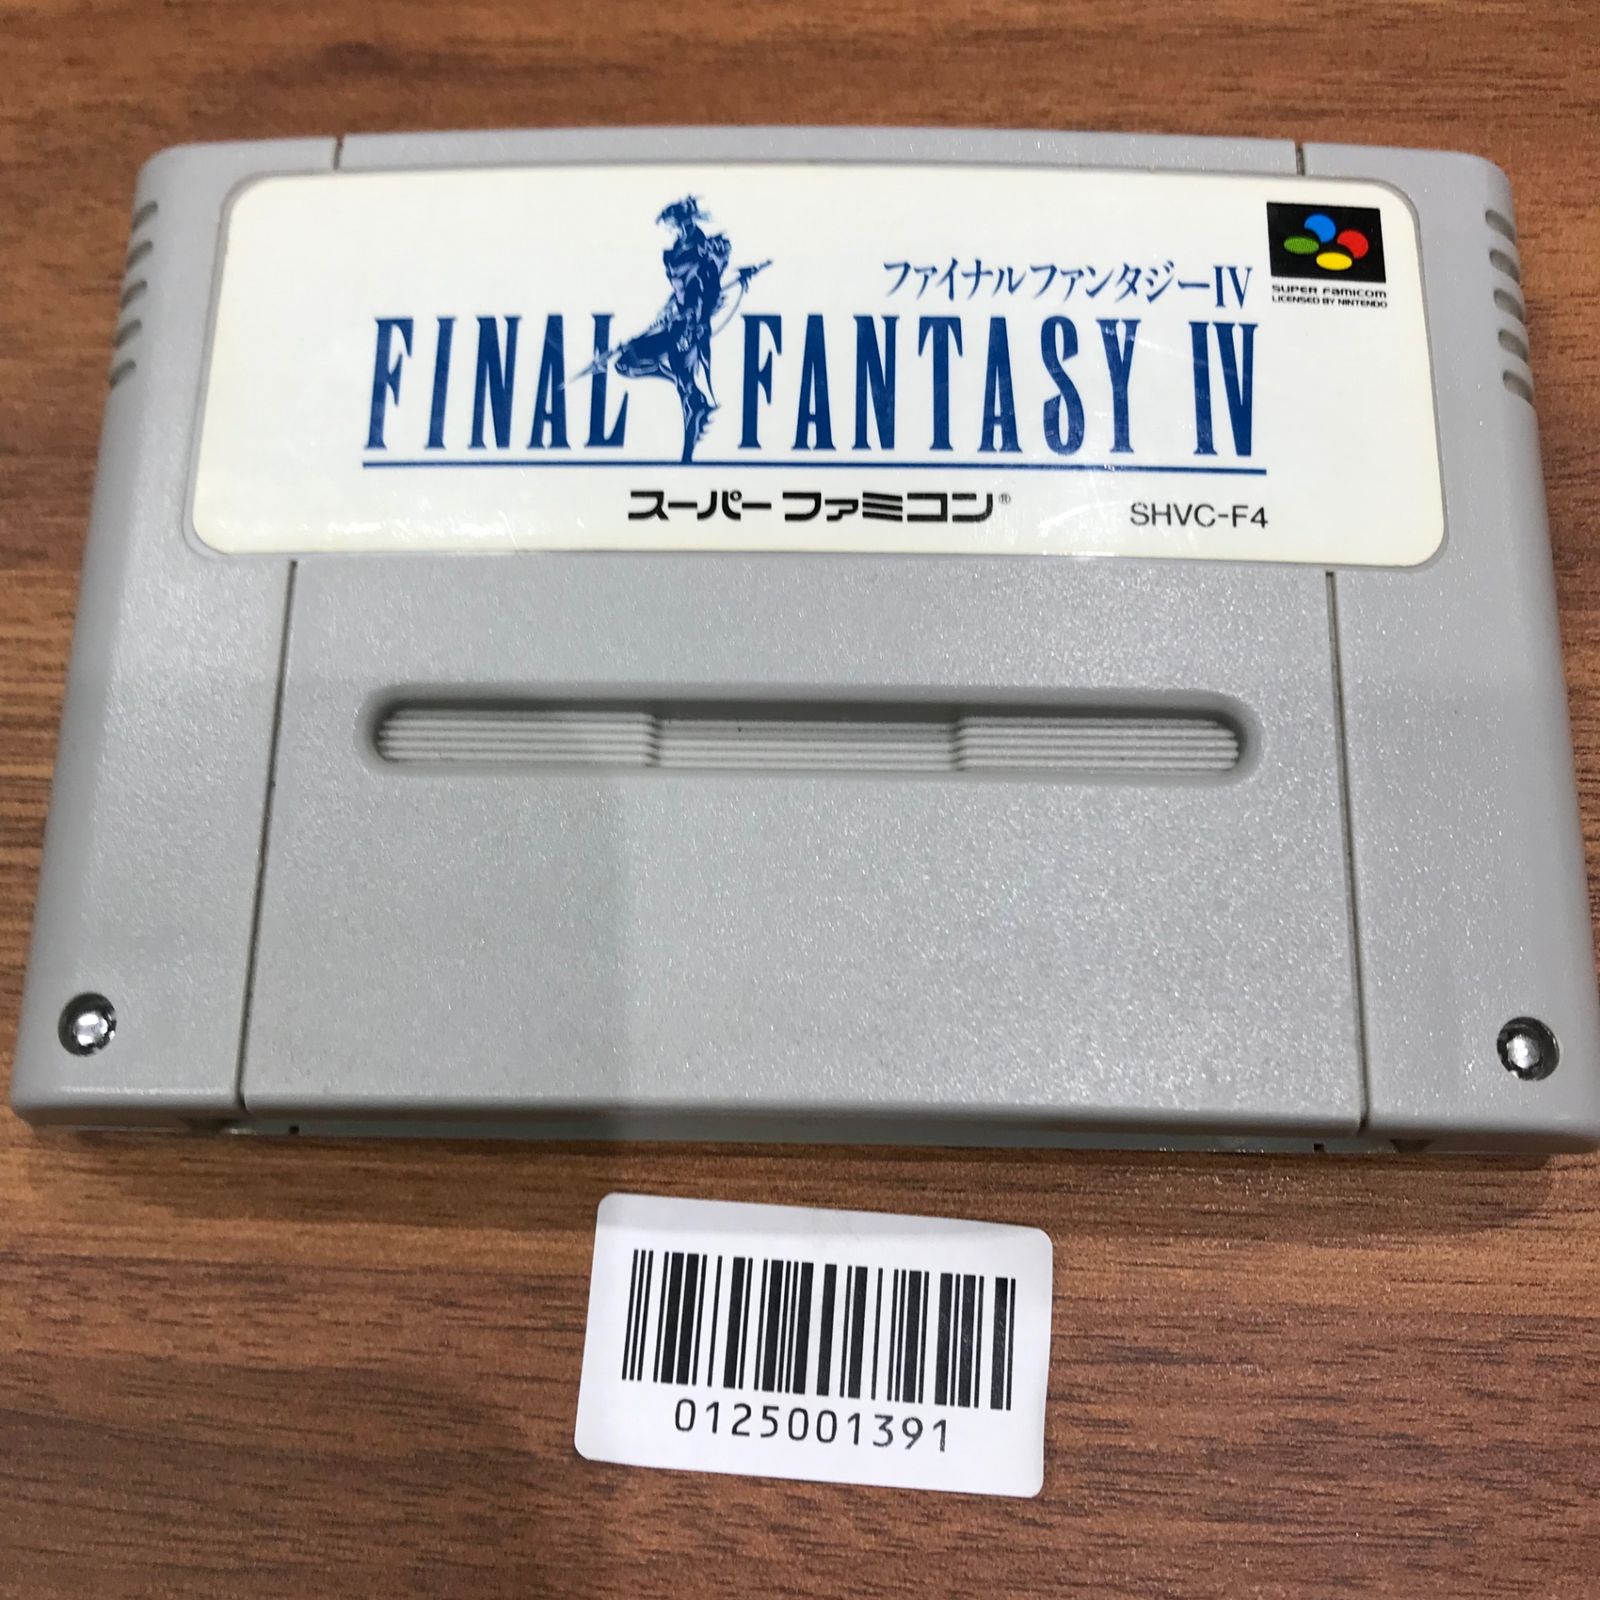 ファイナルファンタジーIV
FINAL FANTASY IV
SUPER FAMICOM
LICENSED BY NINTENDO
スーパーファミコン®
SHVC-F4
0125001391